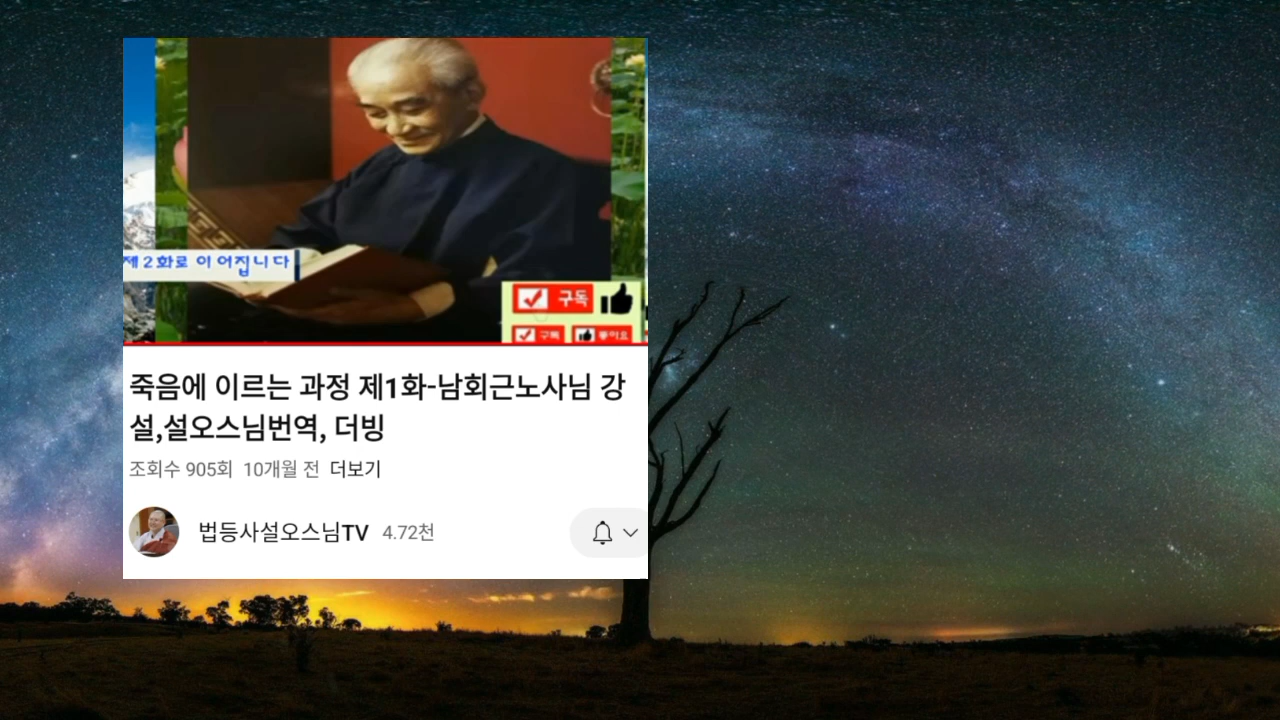 제2화로 이어집니다
구독
구독 좋아요
죽음에 이르는 과정 제1화-남회근노사님 강
설,설오스님번역, 더빙
조회수 905회 10개월 전 더보기
법등사설오스님TV 4.72천